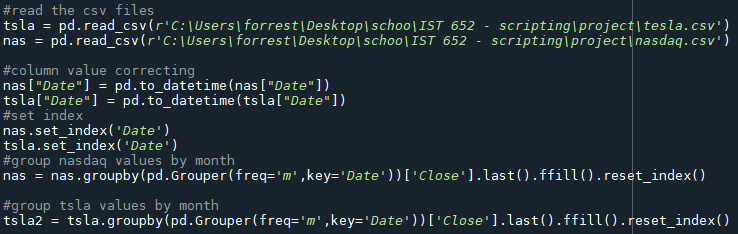 #read the csv files
tsla = pd.read_csv(r'C:\Users\forrest\Desktop\schoo\IST 652 - scripting\project\tesla.csv')
nas = pd.read_csv(r'C:\Users\forrest\Desktop\schoo\IST 652 - scripting\project\nasdaq.csv')
#column value correcting
nas["Date"] = pd.to_datetime(nas["Date"])
tsla["Date"] = pd.to_datetime(tsla["Date"])
#set index
nas.set_index('Date')
tsla.set_index('Date')
#group nasdaq values by month
nas = nas.groupby(pd.Grouper(freq='m',key='Date'))['Close'].last().ffill().reset_index()
#group tsla values by month
tsla2 = tsla.groupby(pd.Grouper(freq='m',key='Date'))['Close'].last().ffill().reset_index()